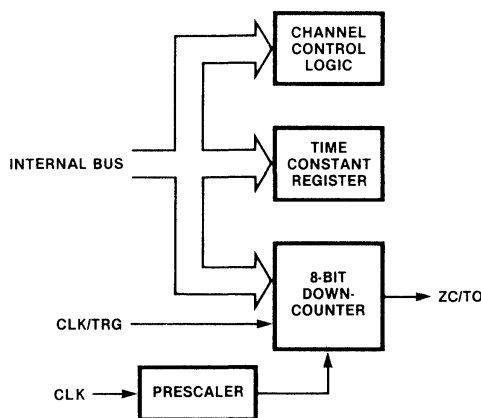 CHANNEL
CONTROL
LOGIC
INTERNAL BUS
TIME
CONSTANT
REGISTER
8-BIT
DOWN-
COUNTER
ZC/TO
CLK/TRG
CLK
PRESCALER